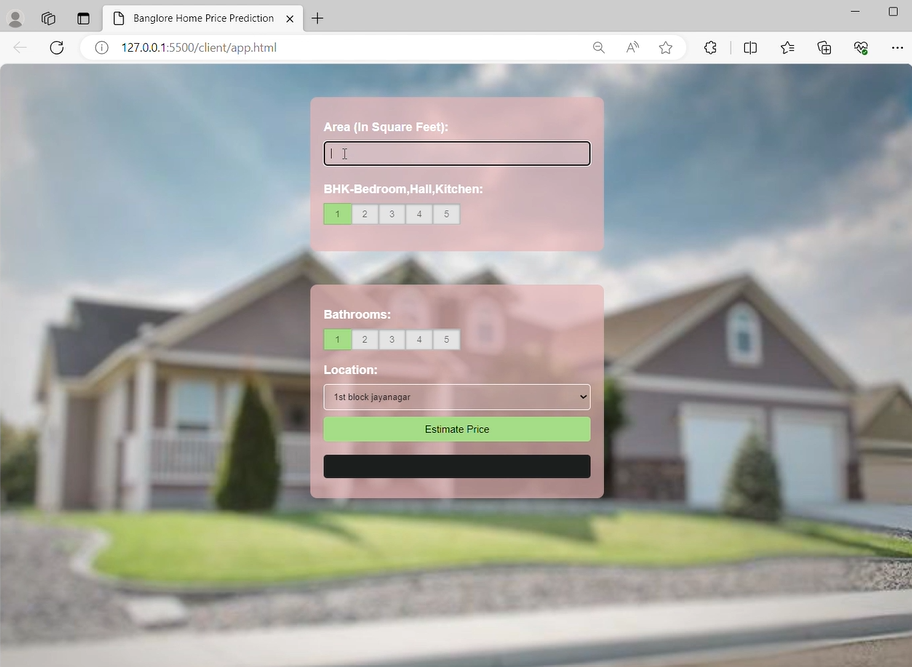 Banglore Home Price Prediction
127.0.0.1:5500/client/app.html
Area (In Square Feet):
BHK-Bedroom,Hall,Kitchen:
1 2 3 4 5
Bathrooms:
1 2 3 4 5
Location:
1st block jayanagar
Estimate Price